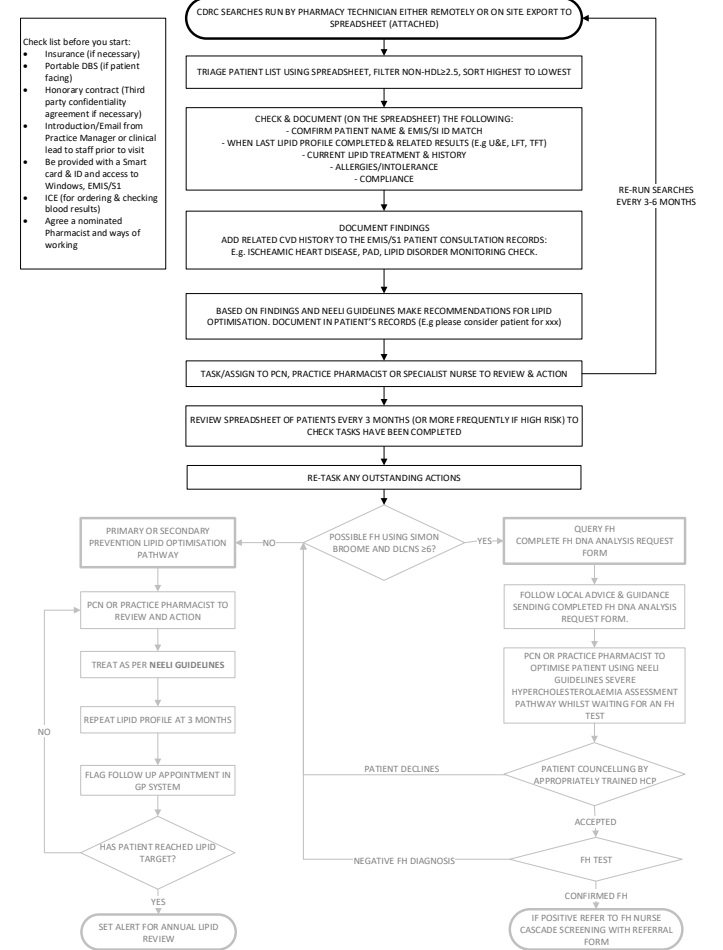 CDRC SEARCHES RUN BY PHARMACY TECHNICIAN EITHER REMOTELY OR ON SITE. EXPORT TO
SPREADSHEET (ATTACHED)
Check list before you start:
• Insurance (if necessary)
• Portable DBS (if patient
facing)
• Honorary contract (Third
party confidentiality
agreement if necessary)
• Introduction/Email from
Practice Manager or clinical
lead to staff prior to visit
• Be provided with a Smart
card & ID and access to
Windows, EMIS/S1
• ICE (for ordering & checking
blood results)
• Agree a nominated
Pharmacist and ways of
working
TRIAGE PATIENT LIST USING SPREADSHEET, FILTER NON-HDL≥2.5, SORT HIGHEST TO LOWEST
CHECK & DOCUMENT (ON THE SPREADSHEET) THE FOLLOWING:
- COMFIRM PATIENT NAME & EMIS/SI ID MATCH
- WHEN LAST LIPID PROFILE COMPLETED & RELATED RESULTS (E.g U&E, LFT, TFT)
- CURRENT LIPID TREATMENT & HISTORY
- ALLERGIES/INTOLERANCE
- COMPLIANCE
RE-RUN SEARCHES
EVERY 3-6 MONTHS
DOCUMENT FINDINGS
ADD RELATED CVD HISTORY TO THE EMIS/S1 PATIENT CONSULTATION RECORDS:
E.g. ISCHEAMIC HEART DISEASE, PAD, LIPID DISORDER MONITORING CHECK.
BASED ON FINDINGS AND NEELI GUIDELINES MAKE RECOMMENDATIONS FOR LIPID
OPTIMISATION. DOCUMENT IN PATIENT'S RECORDS (E.g please consider patient for xxx)
TASK/ASSIGN TO PCN, PRACTICE PHARMACIST OR SPECIALIST NURSE TO REVIEW & ACTION
REVIEW SPREADSHEET OF PATIENTS EVERY 3 MONTHS (OR MORE FREQUENTLY IF HIGH RISK) TO
CHECK TASKS HAVE BEEN COMPLETED
RE-TASK ANY OUTSTANDING ACTIONS
POSSIBLE FH USING SIMON
BROOME AND DLCNS ≥6?
NO
PRIMARY OR SECONDARY
PREVENTION LIPID OPTIMISATION
PATHWAY
PCN OR PRACTICE PHARMACIST TO
REVIEW AND ACTION
TREAT AS PER NEELI GUIDELINES
REPEAT LIPID PROFILE AT 3 MONTHS
FLAG FOLLOW UP APPOINTMENT IN
GP SYSTEM
HAS PATIENT REACHED LIPID
TARGET?
NO
YES
SET ALERT FOR ANNUAL LIPID
REVIEW
YES
QUERY FH
COMPLETE FH DNA ANALYSIS REQUEST
FORM
FOLLOW LOCAL ADVICE & GUIDANCE
SENDING COMPLETED FH DNA ANALYSIS
REQUEST FORM.
PCN OR PRACTICE PHARMACIST TO
OPTIMISE PATIENT USING NEELI
GUIDELINES SEVERE
HYPERCHOLESTEROLAEMIA ASSESSMENT
PATHWAY WHILST WAITING FOR AN FH
TEST
PATIENT COUNCELLING BY
APPROPRIATELY TRAINED HCP
PATIENT DECLINES
ACCEPTED
FH TEST
NEGATIVE FH DIAGNOSIS
CONFIRMED FH
IF POSITIVE REFER TO FH NURSE
CASCADE SCREENING WITH REFERRAL
FORM